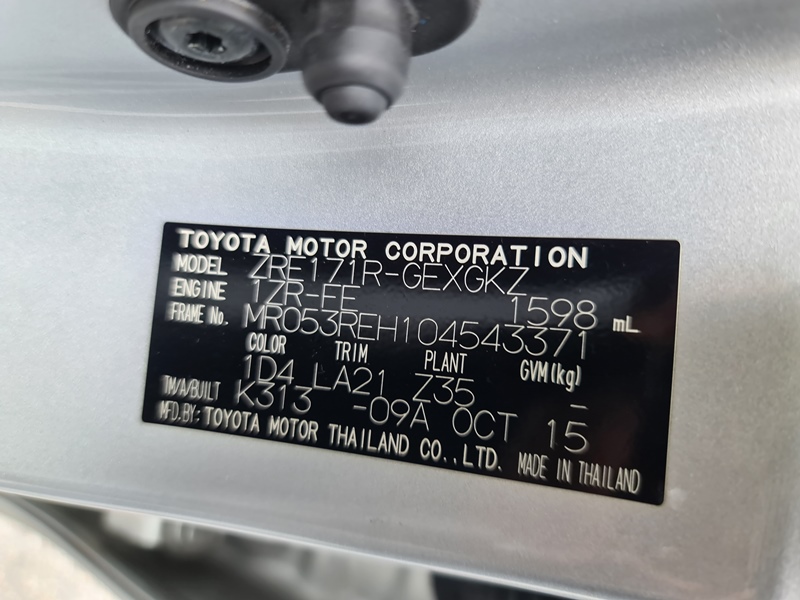 TOYOTA MOTOR CORPORATION
MODEL ZRE171R-GEXGKZ
ENGINE 1ZR-FE 1598 mL
FRAME No. MR053REH104543371
COLOR TRIM PLANT GVM(kg)
1D4 LA21 Z35 -
TM/A/BUILT K313 -09A OCT 15
MFD.BY: TOYOTA MOTOR THAILAND CO.,LTD. MADE IN THAILAND